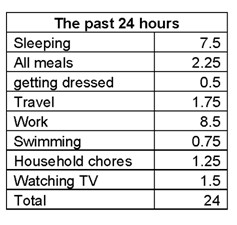 The past 24 hours
Sleeping 7.5
All meals 2.25
getting dressed 0.5
Travel 1.75
Work 8.5
Swimming 0.75
Household chores 1.25
Watching TV 1.5
Total 24